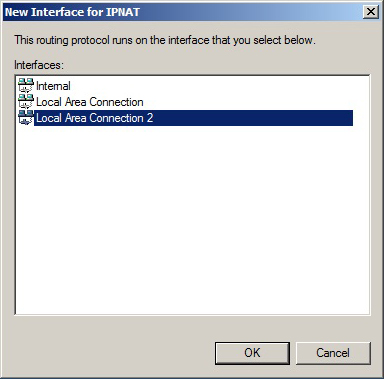 New Interface for IPNAT
This routing protocol runs on the interface that you select below.
Interfaces:
Internal
Local Area Connection
Local Area Connection 2
OK Cancel